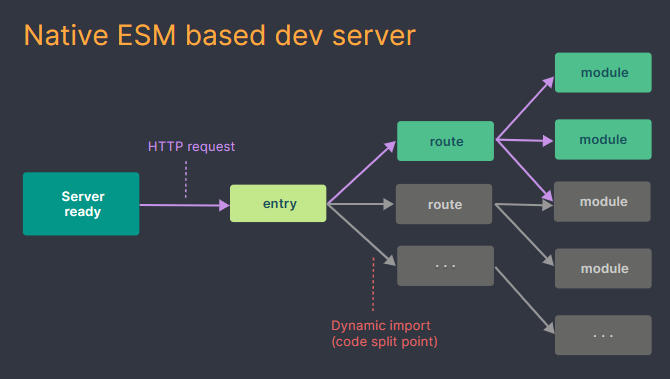 Native ESM based dev server
module
HTTP request
route
module
Server
ready
entry
route
module
. . .
module
Dynamic import
(code split point)
. . .